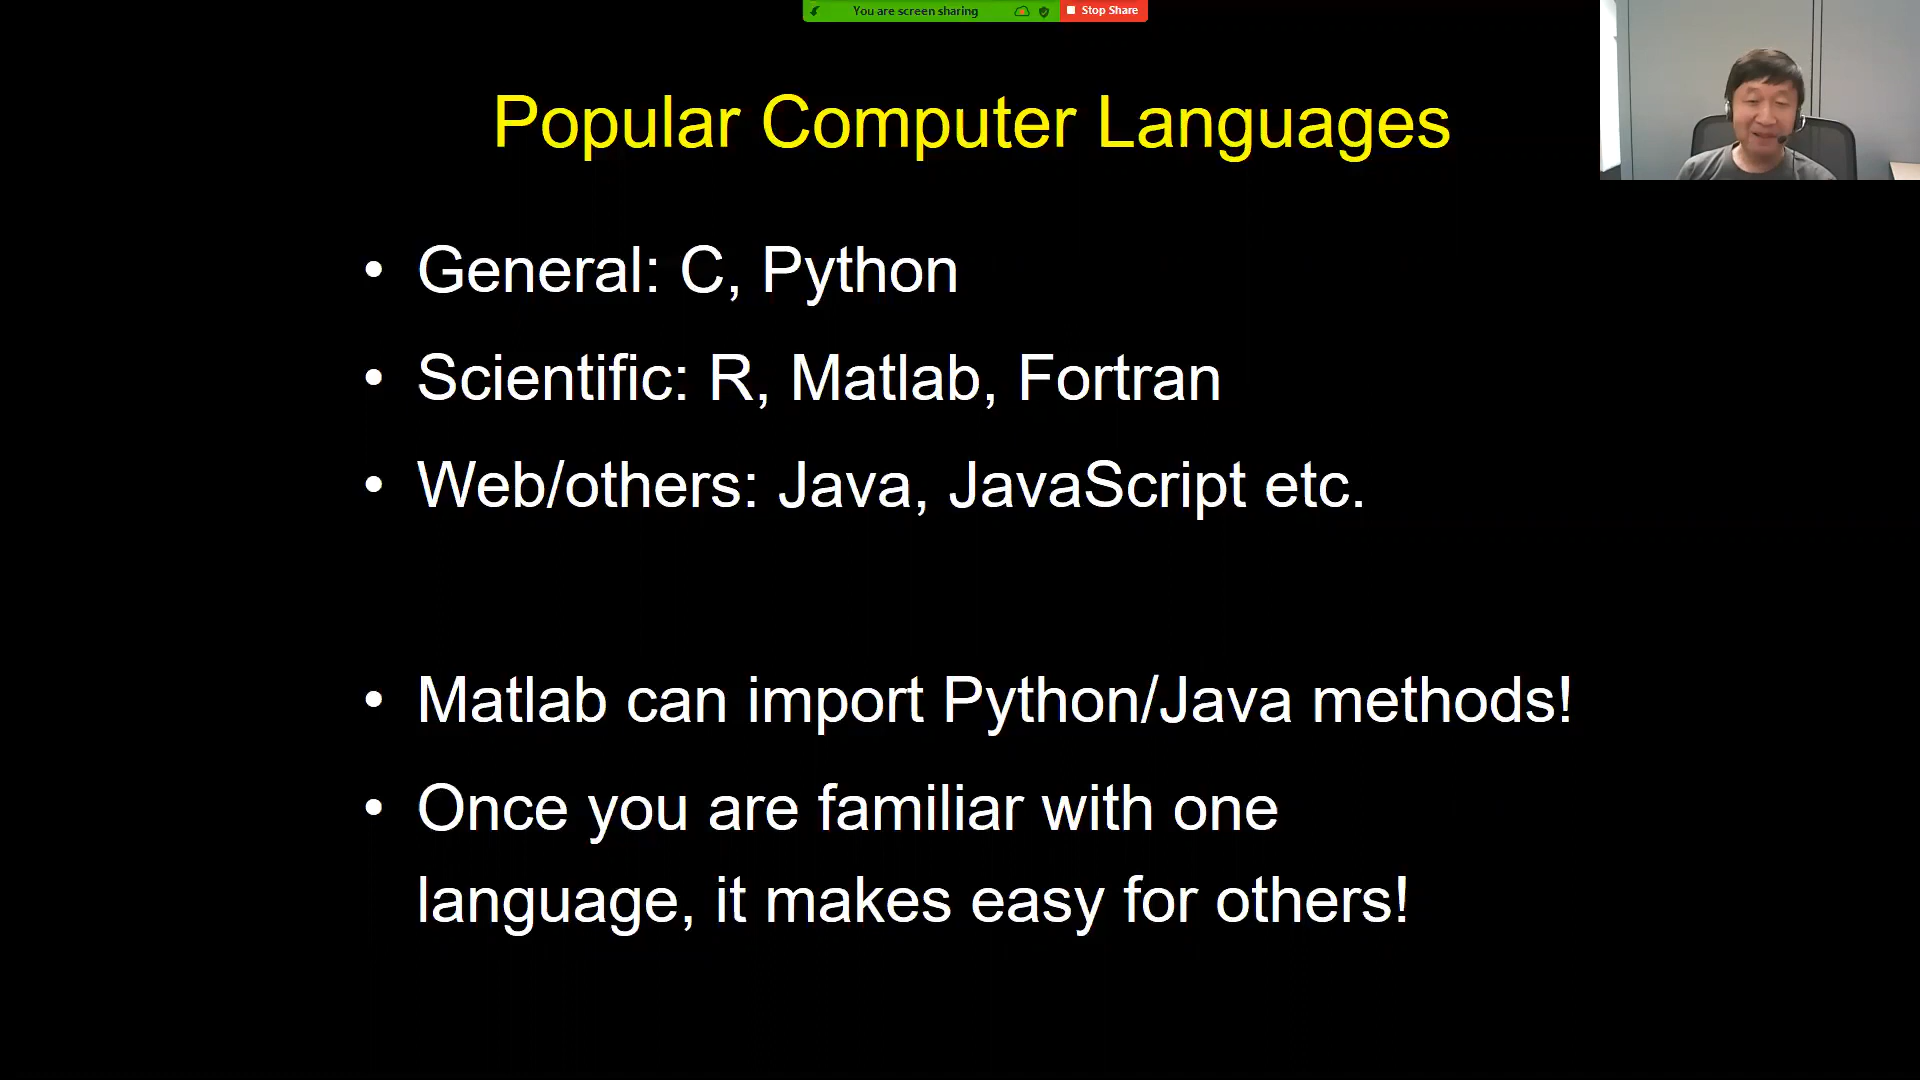 You are screen sharing
Stop Share
Popular Computer Languages
• General: C, Python
• Scientific: R, Matlab, Fortran
• Web/others: Java, JavaScript etc.
• Matlab can import Python/Java methods!
• Once you are familiar with one
language, it makes easy for others!